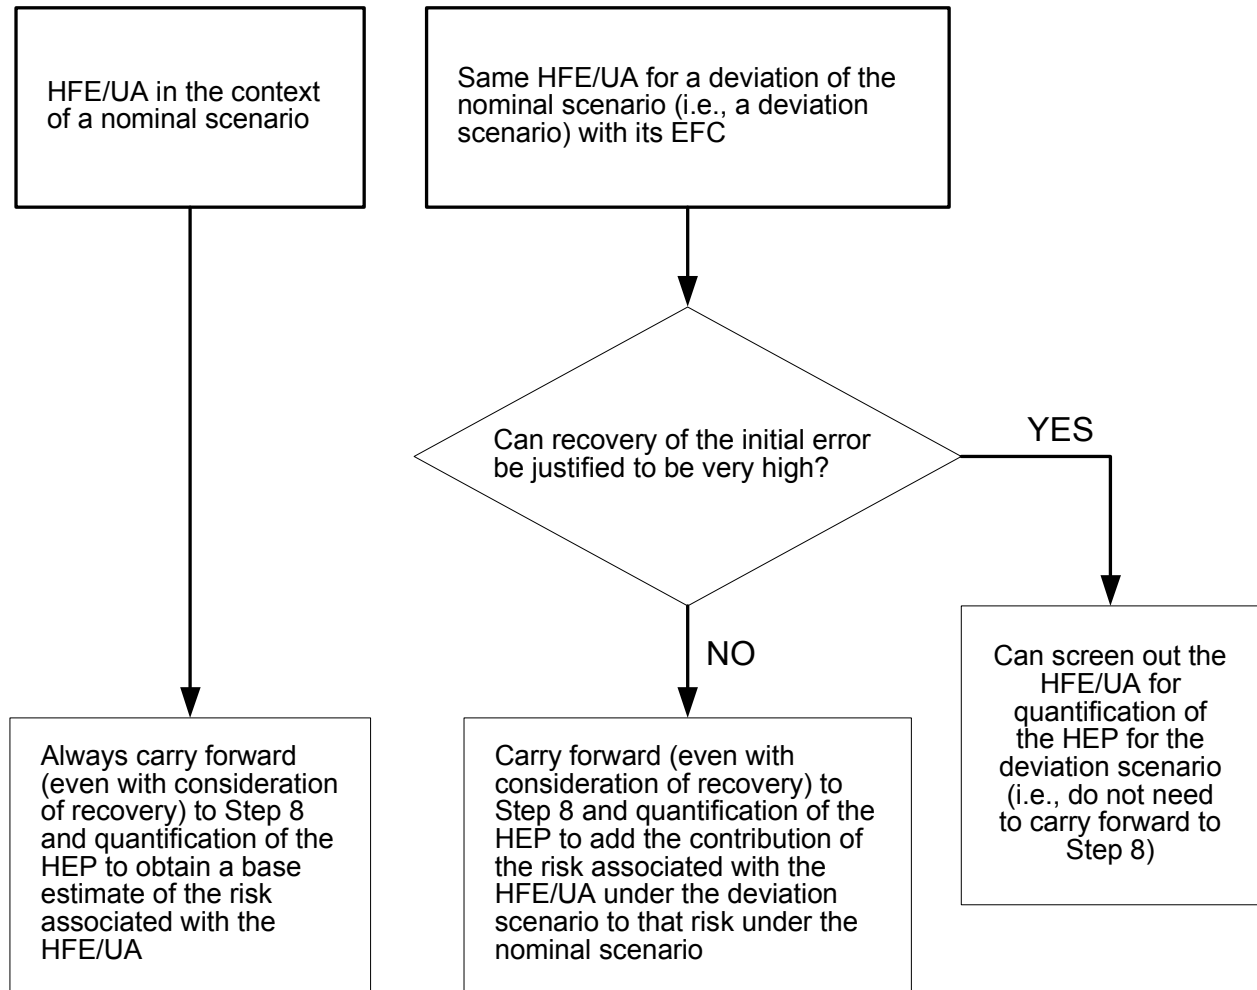 HFE/UA in the context
of a nominal scenario
Same HFE/UA for a deviation of the
nominal scenario (i.e., a deviation
scenario) with its EFC
Can recovery of the initial error
be justified to be very high?
YES
NO
Always carry forward
(even with consideration
of recovery) to Step 8
and quantification of the
HEP to obtain a base
estimate of the risk
associated with the
HFE/UA
Carry forward (even with
consideration of recovery) to
Step 8 and quantification of the
HEP to add the contribution of
the risk associated with the
HFE/UA under the deviation
scenario to that risk under the
nominal scenario
Can screen out the
HFE/UA for
quantification of
the HEP for the
deviation scenario
(i.e., do not need
to carry forward to
Step 8)